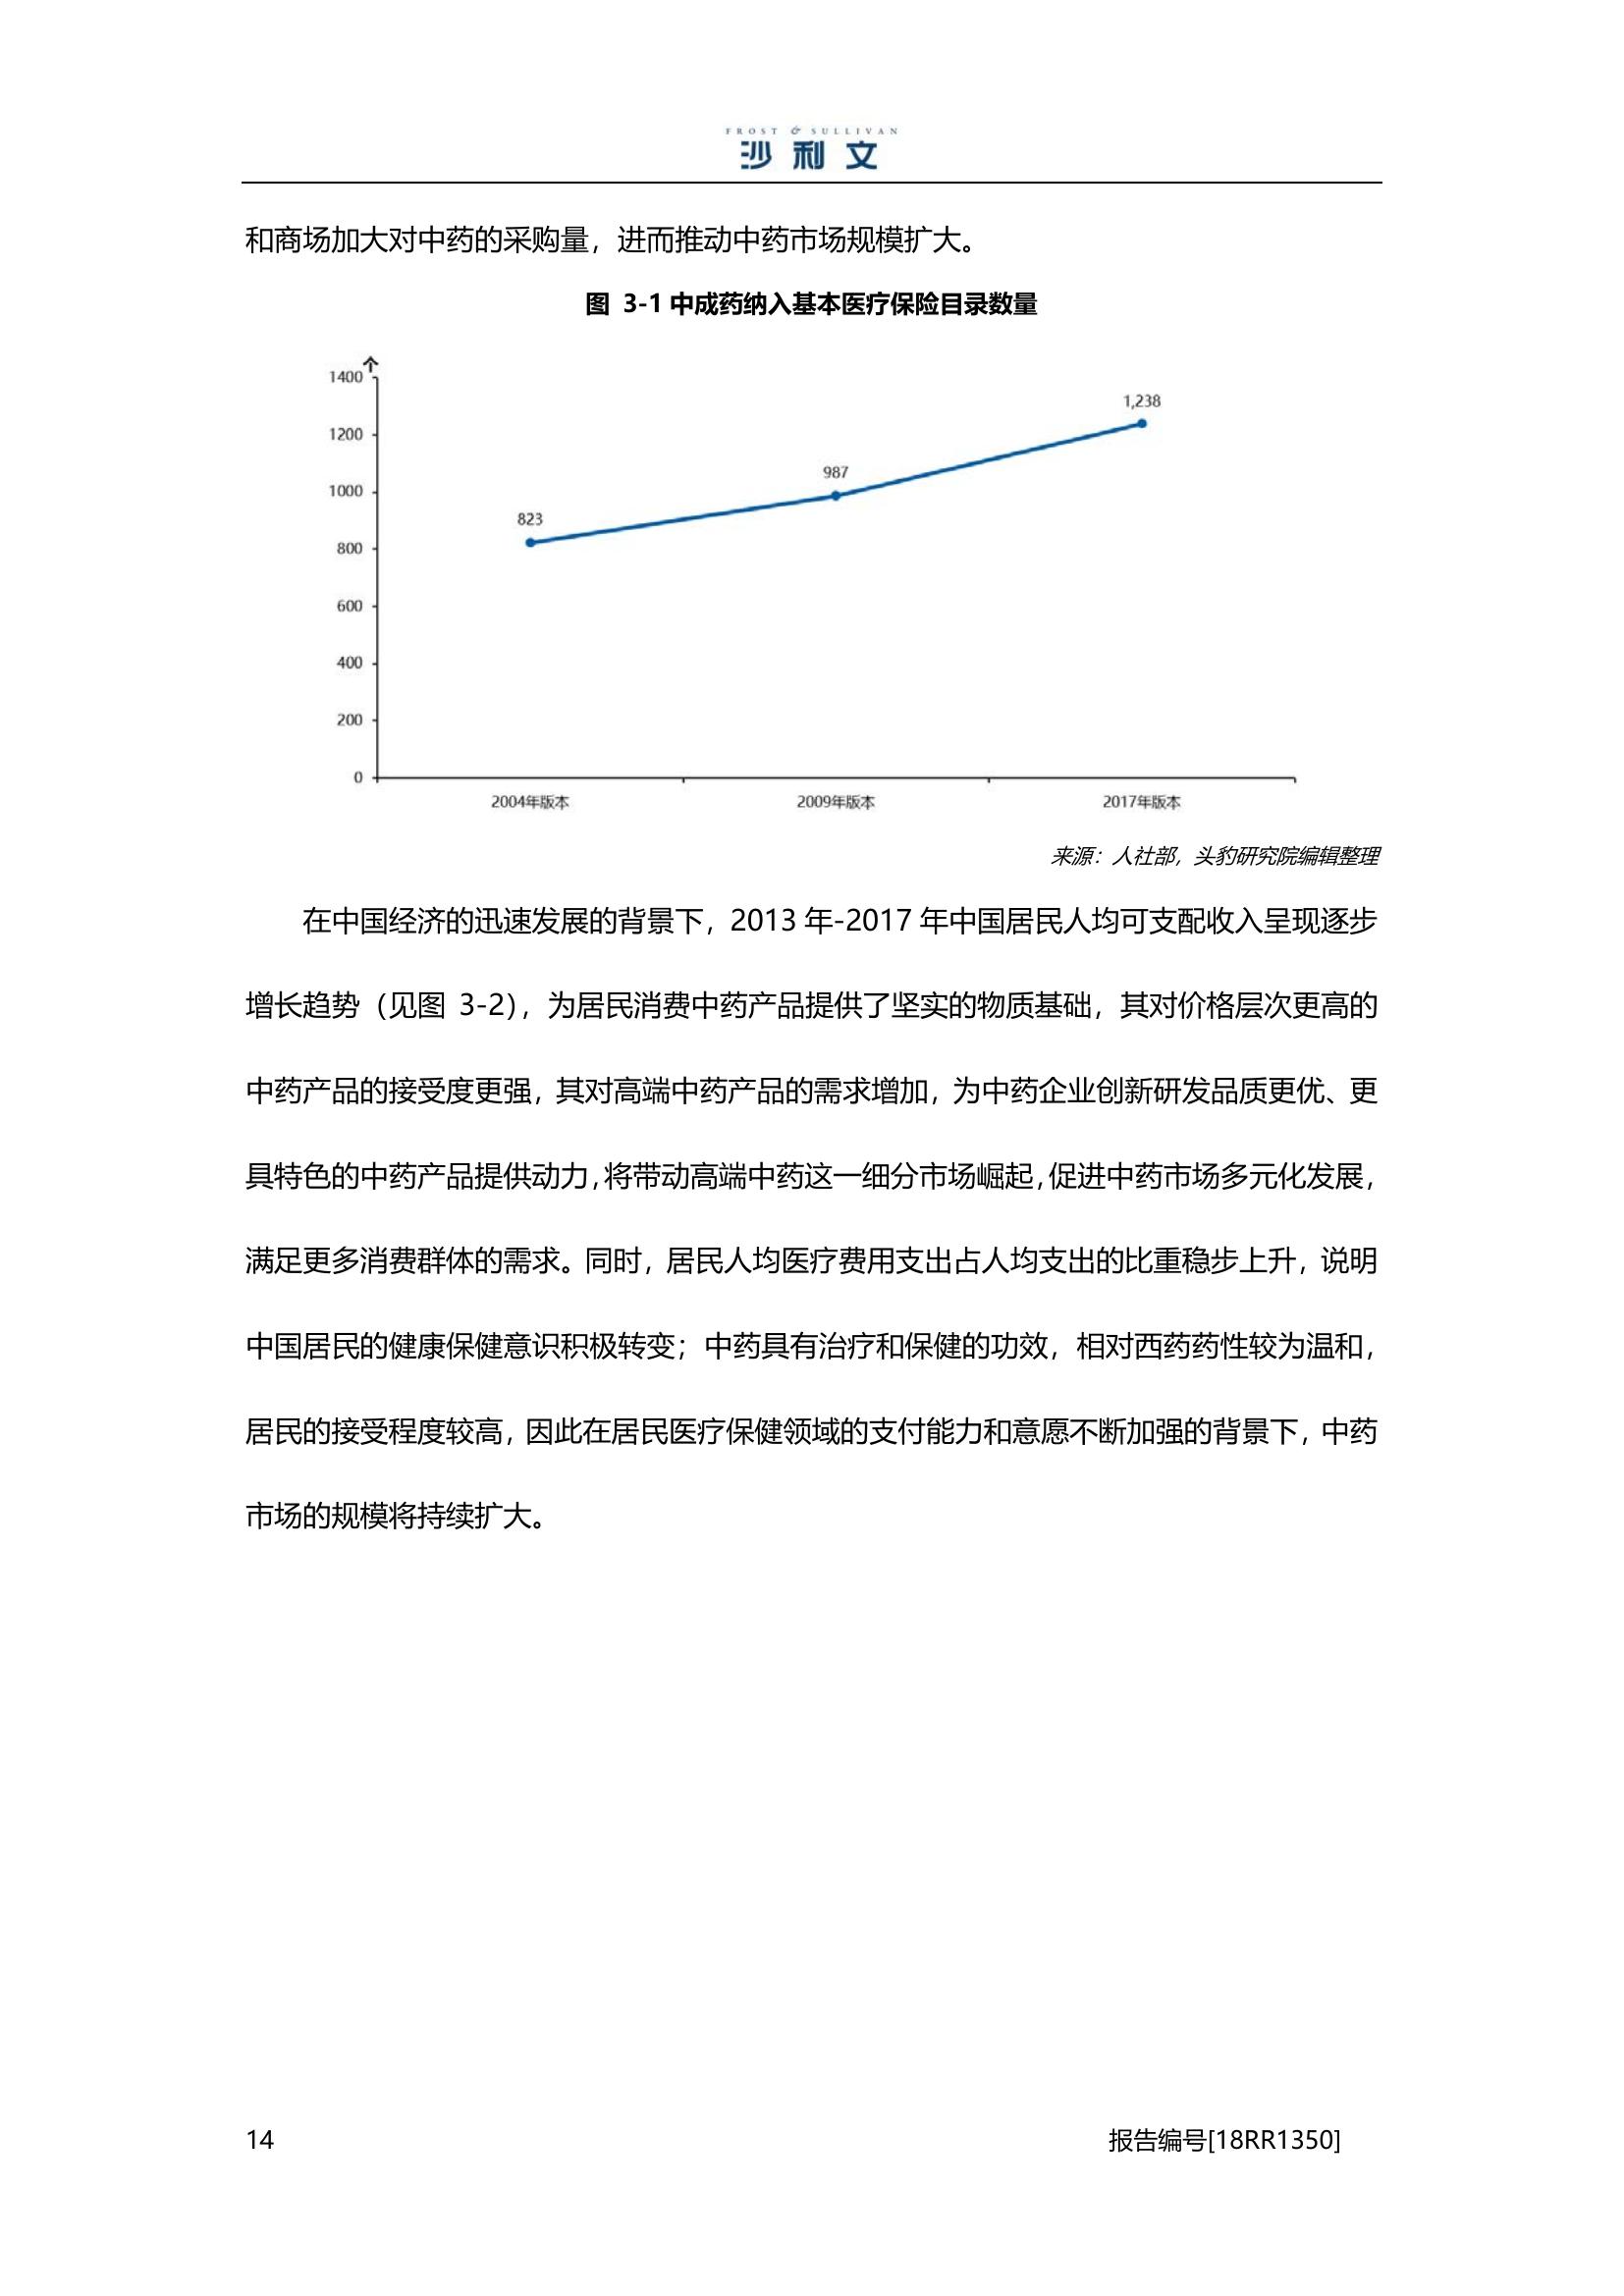 FROST & SULLIVAN
沙利文
和商场加大对中药的采购量，进而推动中药市场规模扩大。
图 3-1 中成药纳入基本医疗保险目录数量
个
1400
1200
1000
800
600
400
200
0
823
987
1,238
2004年版本
2009年版本
2017年版本
来源：人社部，头豹研究院编辑整理
在中国经济的迅速发展的背景下，2013 年-2017 年中国居民人均可支配收入呈现逐步
增长趋势（见图 3-2），为居民消费中药产品提供了坚实的物质基础，其对价格层次更高的
中药产品的接受度更强，其对高端中药产品的需求增加，为中药企业创新研发品质更优、更
具特色的中药产品提供动力，将带动高端中药这一细分市场崛起，促进中药市场多元化发展，
满足更多消费群体的需求。同时，居民人均医疗费用支出占人均支出的比重稳步上升，说明
中国居民的健康保健意识积极转变；中药具有治疗和保健的功效，相对西药药性较为温和，
居民的接受程度较高，因此在居民医疗保健领域的支付能力和意愿不断加强的背景下，中药
市场的规模将持续扩大。
14
报告编号[18RR1350]